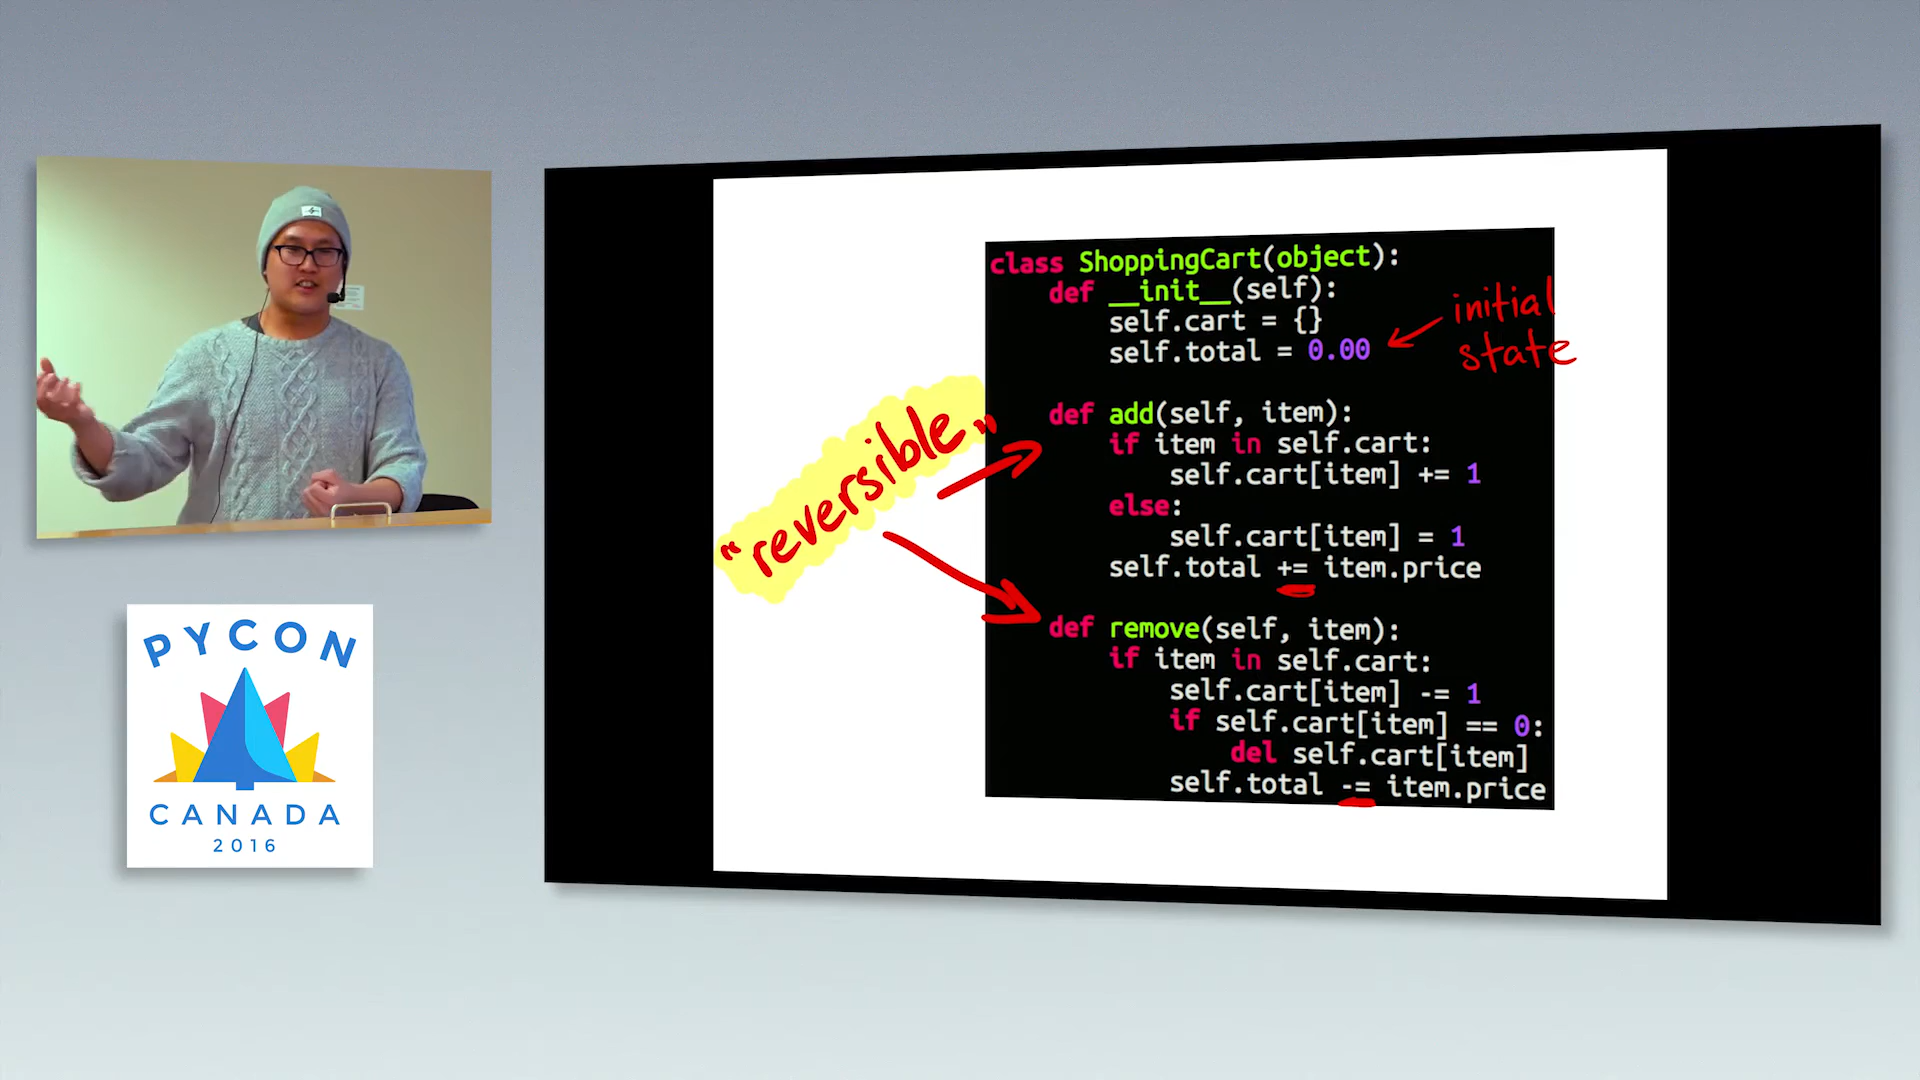 PYCON
CANADA
2016
"reversible"
class ShoppingCart(object):
    def __init__(self):
        self.cart = {}
        self.total = 0.00
initial
state
    def add(self, item):
        if item in self.cart:
            self.cart[item] += 1
        else:
            self.cart[item] = 1
        self.total += item.price
    def remove(self, item):
        if item in self.cart:
            self.cart[item] -= 1
            if self.cart[item] == 0:
                del self.cart[item]
            self.total -= item.price